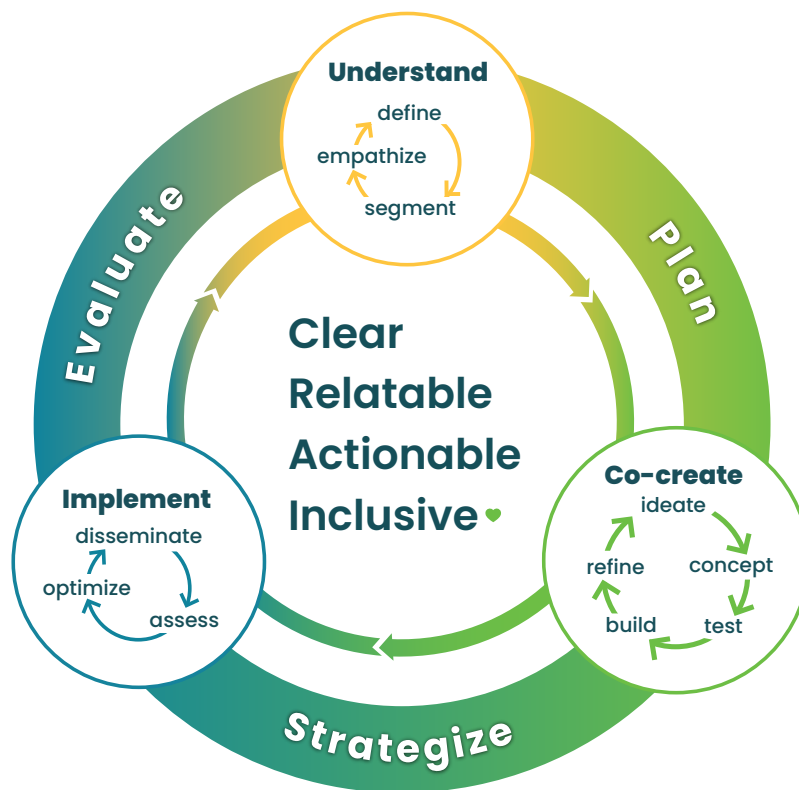 Understand
define
empathize
segment
Evaluate
Plan
Clear
Relatable
Actionable
Inclusive
Implement
disseminate
optimize
assess
Co-create
ideate
refine
concept
build
test
Strategize